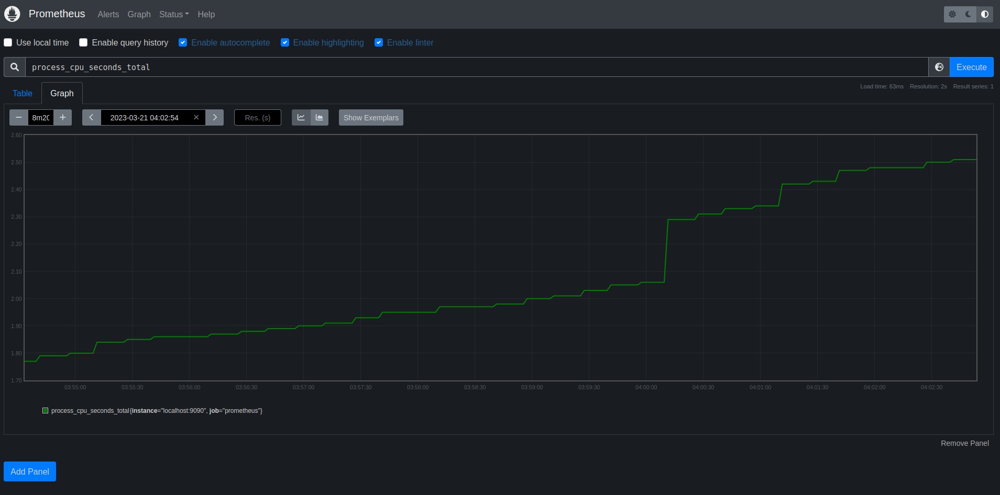 Prometheus Alerts Graph Status Help
Use local time Enable query history Enable autocomplete Enable highlighting Enable linter
process_cpu_seconds_total Execute
Table Graph Load time: 63ms Resolution: 2s Result series: 1
8m20 2023-03-21 04:02:54 Res. (s) Show Exemplars
2.60
2.50
2.40
2.30
2.20
2.10
2.00
1.90
1.80
1.70
03:55:00 03:55:30 03:56:00 03:56:30 03:57:00 03:57:30 03:58:00 03:58:30 03:59:00 03:59:30 04:00:00 04:00:30 04:01:00 04:01:30 04:02:00 04:02:30
process_cpu_seconds_total{instance="localhost:9090", job="prometheus"}
Remove Panel
Add Panel